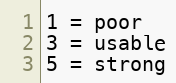 1 1 = poor
2 3 = usable
3 5 = strong